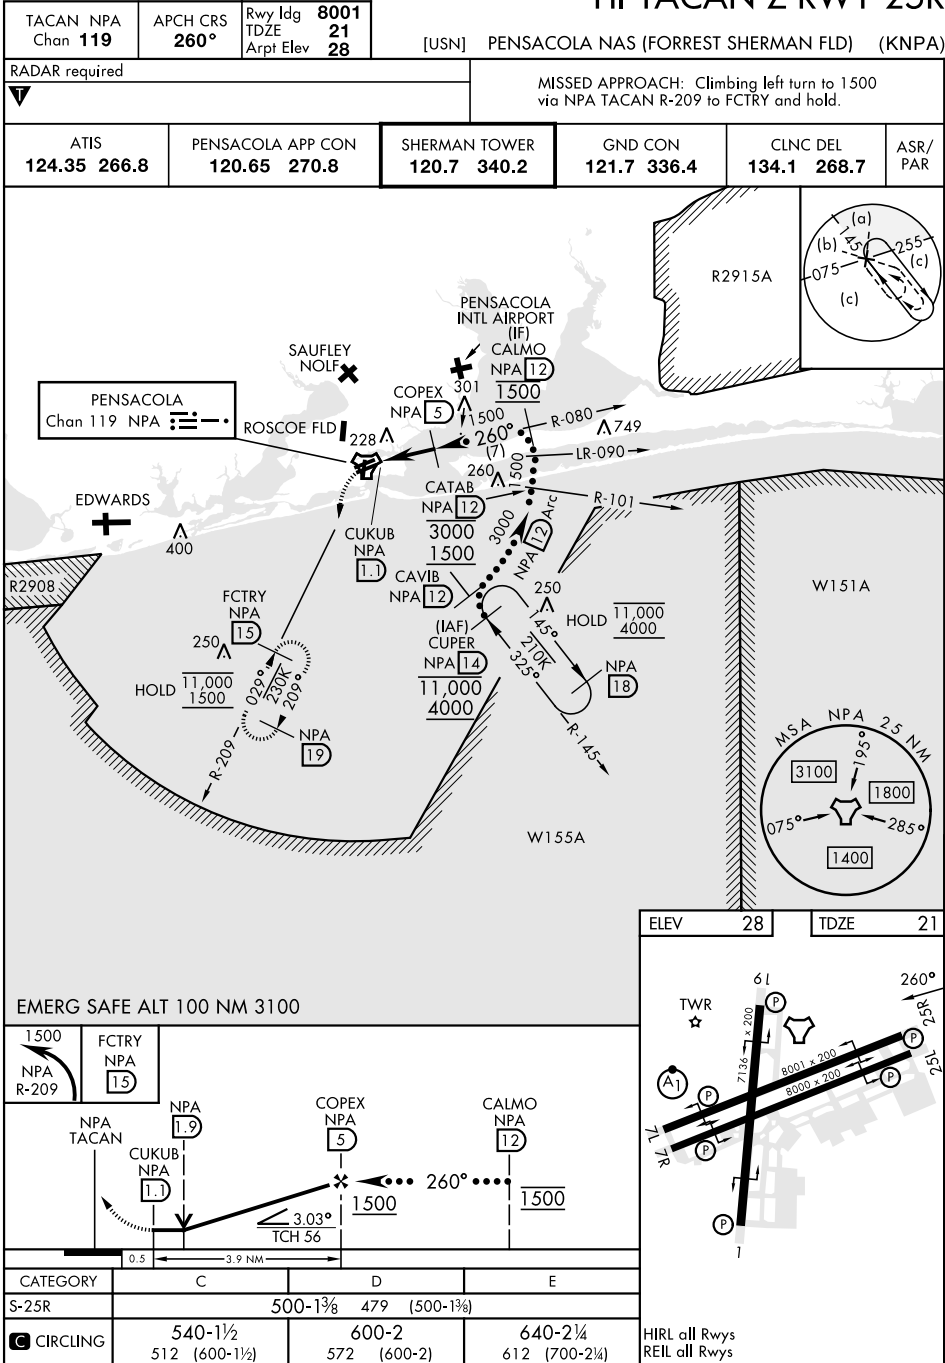 HI-TACAN Z RWY 25R
TACAN NPA
Chan 119
APCH CRS
260°
Rwy ldg 8001
TDZE 21
Arpt Elev 28
[USN] PENSACOLA NAS (FORREST SHERMAN FLD) (KNPA)
RADAR required
T
MISSED APPROACH: Climbing left turn to 1500
via NPA TACAN R-209 to FCTRY and hold.
ATIS
124.35 266.8
PENSACOLA APP CON
120.65 270.8
SHERMAN TOWER
120.7 340.2
GND CON
121.7 336.4
CLNC DEL
134.1 268.7
ASR/
PAR
R2915A
(a)
(b)
145
255
(c)
075
(c)
PENSACOLA
INTL AIRPORT
(IF)
CALMO
NPA 12
1500
SAUFLEY
NOLF
COPEX
NPA 5
301
1500
PENSACOLA
Chan 119 NPA
ROSCOE FLD
228
260°
(7)
R-080
749
LR-090
260
1500
CATAB
NPA 12
3000
1500
R-101
EDWARDS
400
CUKUB
NPA
1.1
3000
NPA 12 Arc
R2908
CAVIB
NPA 12
W151A
FCTRY
NPA
15
250
HOLD 11,000
1500
029°
230K
209°
NPA
19
R-209
(IAF)
CUPER
NPA 14
11,000
4000
250
145°
210K
325°
HOLD 11,000
4000
NPA
18
R-145
W155A
MSA NPA 25 NM
195°
3100
1800
075°
285°
1400
EMERG SAFE ALT 100 NM 3100
ELEV 28
TDZE 21
260°
19
P
TWR
25R
P
25L
7136 x 200
8001 x 200
8000 x 200
A1
P
P
7L
7R
P
P
1
HIRL all Rwys
REIL all Rwys
1500
NPA
R-209
FCTRY
NPA
15
NPA
TACAN
CUKUB
NPA
1.1
NPA
1.9
COPEX
NPA
5
CALMO
NPA
12
260°
1500
1500
3.03°
TCH 56
0.5
3.9 NM
CATEGORY C D E
S-25R 500-1⅜ 479 (500-1⅜)
C CIRCLING
540-1½
512 (600-1½)
600-2
572 (600-2)
640-2¼
612 (700-2¼)